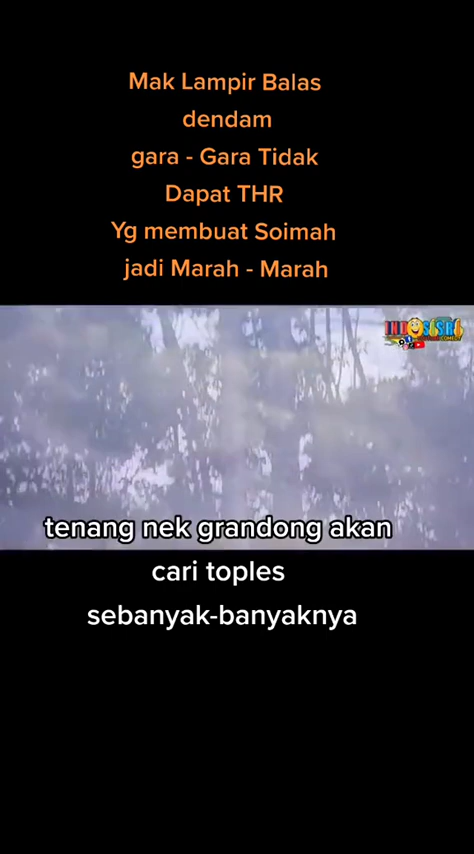 Mak Lampir Balas
dendam
gara - Gara Tidak
Dapat THR
Yg membuat Soimah
jadi Marah - Marah
tenang nek grandong akan
cari toples
sebanyak-banyaknya